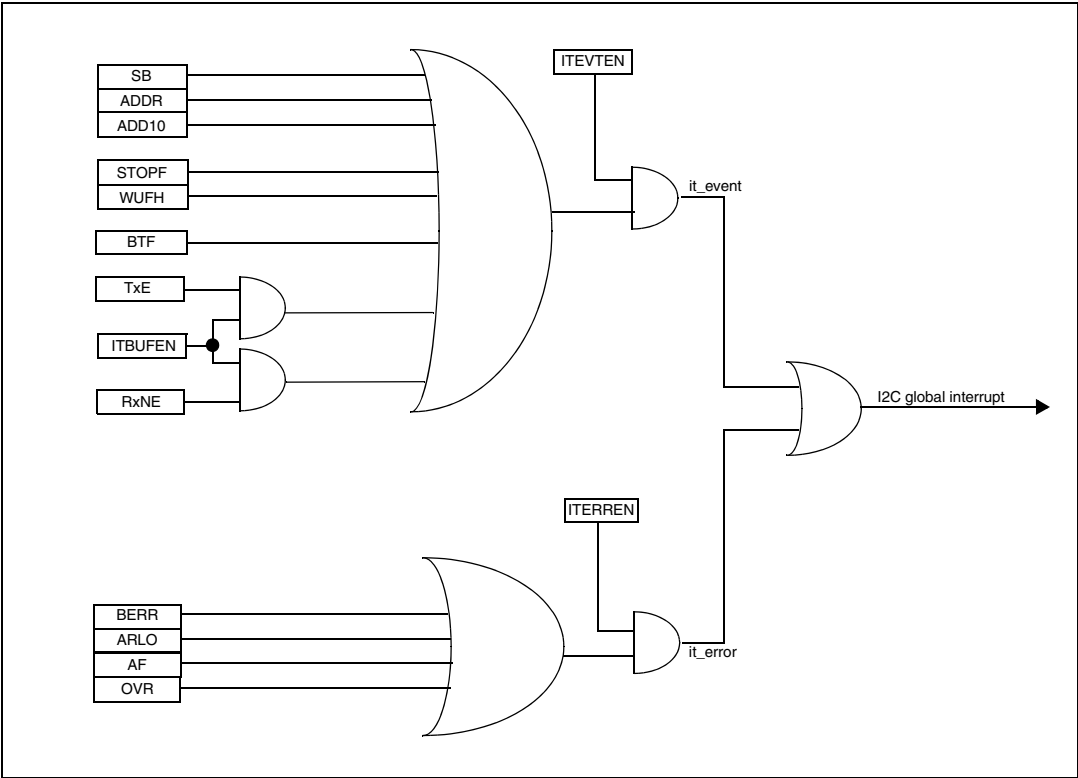 SB
ADDR
ADD10
STOPF
WUFH
BTF
TxE
ITBUFEN
RxNE
ITEVTEN
it_event
I2C global interrupt
ITERREN
BERR
ARLO
AF
OVR
it_error